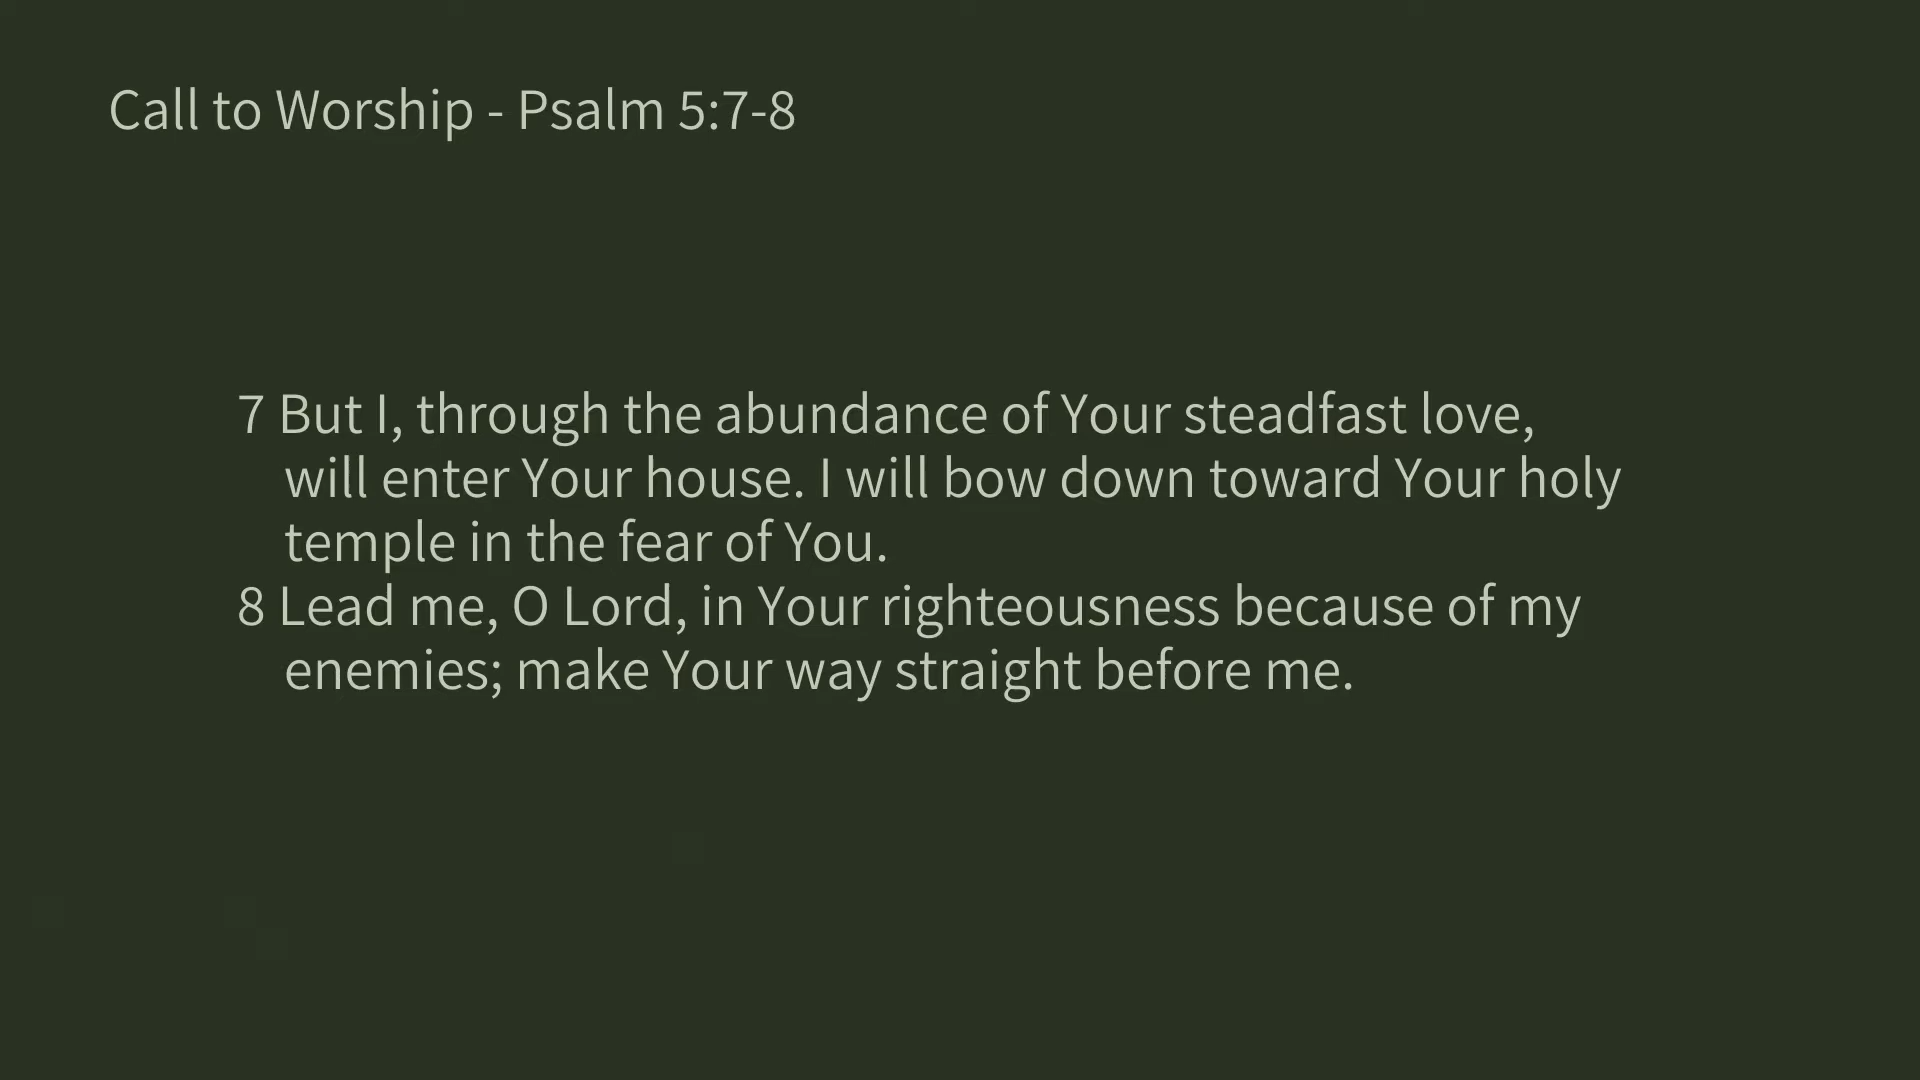 Call to Worship - Psalm 5:7-8
7 But I, through the abundance of Your steadfast love,
will enter Your house. I will bow down toward Your holy
temple in the fear of You.
8 Lead me, O Lord, in Your righteousness because of my
enemies; make Your way straight before me.